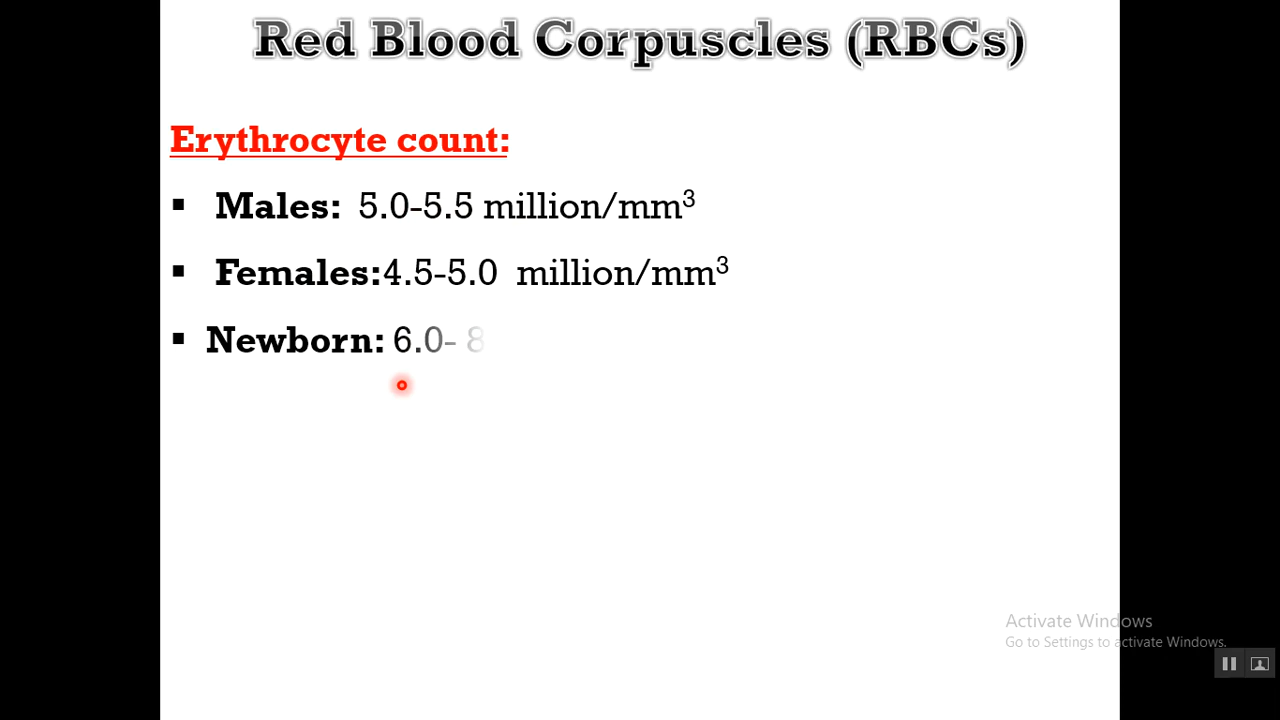 Red Blood Corpuscles (RBCs)
Erythrocyte count:
▪ Males: 5.0-5.5 million/mm³
▪ Females:4.5-5.0 million/mm³
▪ Newborn: 6.0- 8
Activate Windows
Go to Settings to activate Windows.